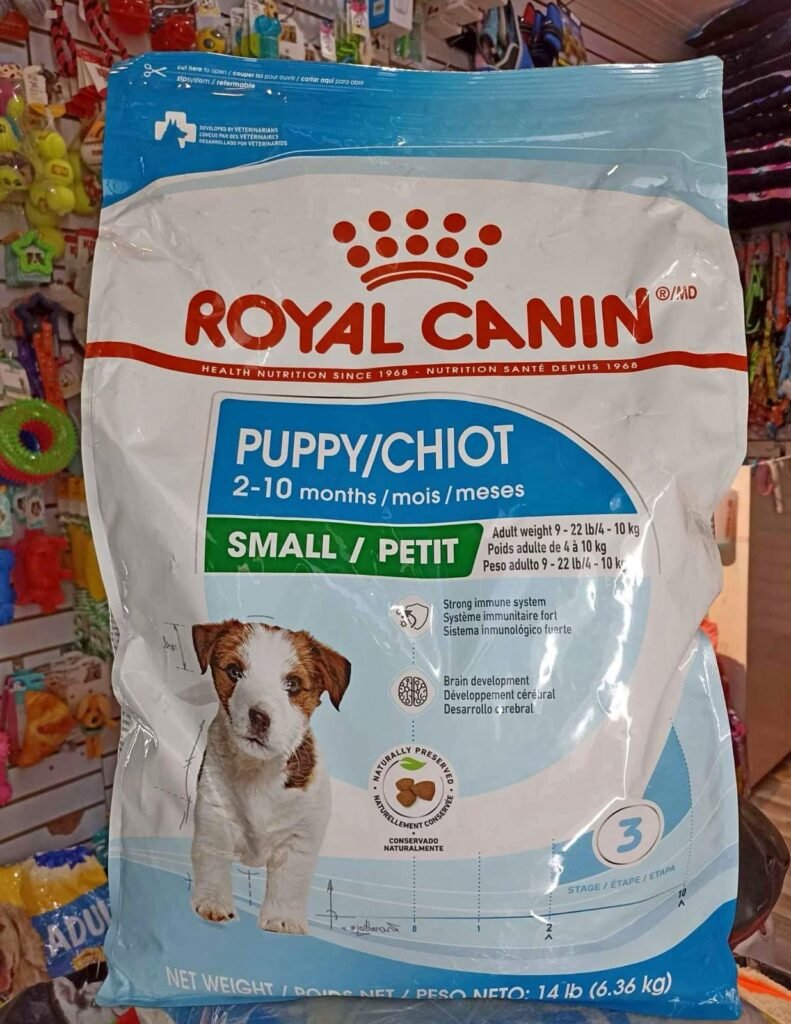 cut here to open / couper ici pour ouvrir / cortar aquí para abrir
zipsystem / refermable
DEVELOPED BY VETERINARIANS
CONÇUE PAR DES VÉTÉRINAIRES
DESARROLLADO POR VETERINARIOS
ROYAL CANIN ®/MD
HEALTH NUTRITION SINCE 1968 - NUTRITION SANTÉ DEPUIS 1968
PUPPY/CHIOT
2-10 months/mois/meses
SMALL / PETIT
Adult weight 9 - 22 lb/4 - 10 kg
Poids adulte de 4 à 10 kg
Peso adulto 9 - 22 lb/4 - 10 kg
Strong immune system
Système immunitaire fort
Sistema inmunológico fuerte
Brain development
Développement cérébral
Desarrollo cerebral
NATURALLY PRESERVED
NATURELLEMENT CONSERVÉE
CONSERVADO
NATURALMENTE
3
STAGE / ÉTAPE / ETAPA
0 1 2 10
NET WEIGHT / POIDS NET / PESO NETO: 14 lb (6.36 kg)